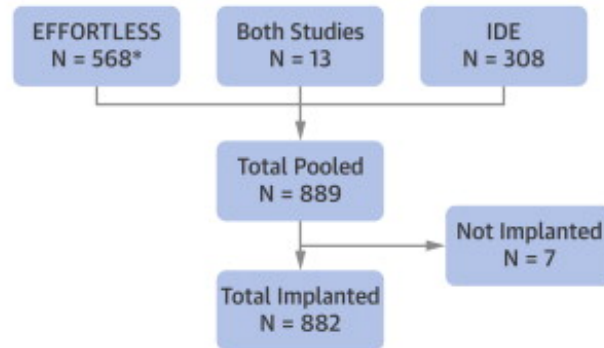 EFFORTLESS
N = 568*
Both Studies
N = 13
IDE
N = 308
Total Pooled
N = 889
Not Implanted
N = 7
Total Implanted
N = 882